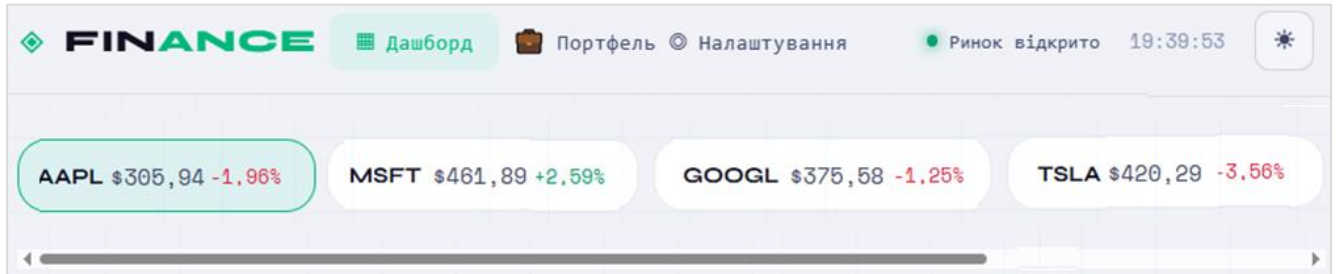 FINANCE Дашборд Портфель Налаштування Ринок відкрито 19:39:53
AAPL $305,94 -1,96% MSFT $461,89 +2,59% GOOGL $375,58 -1,25% TSLA $420,29 -3,56%